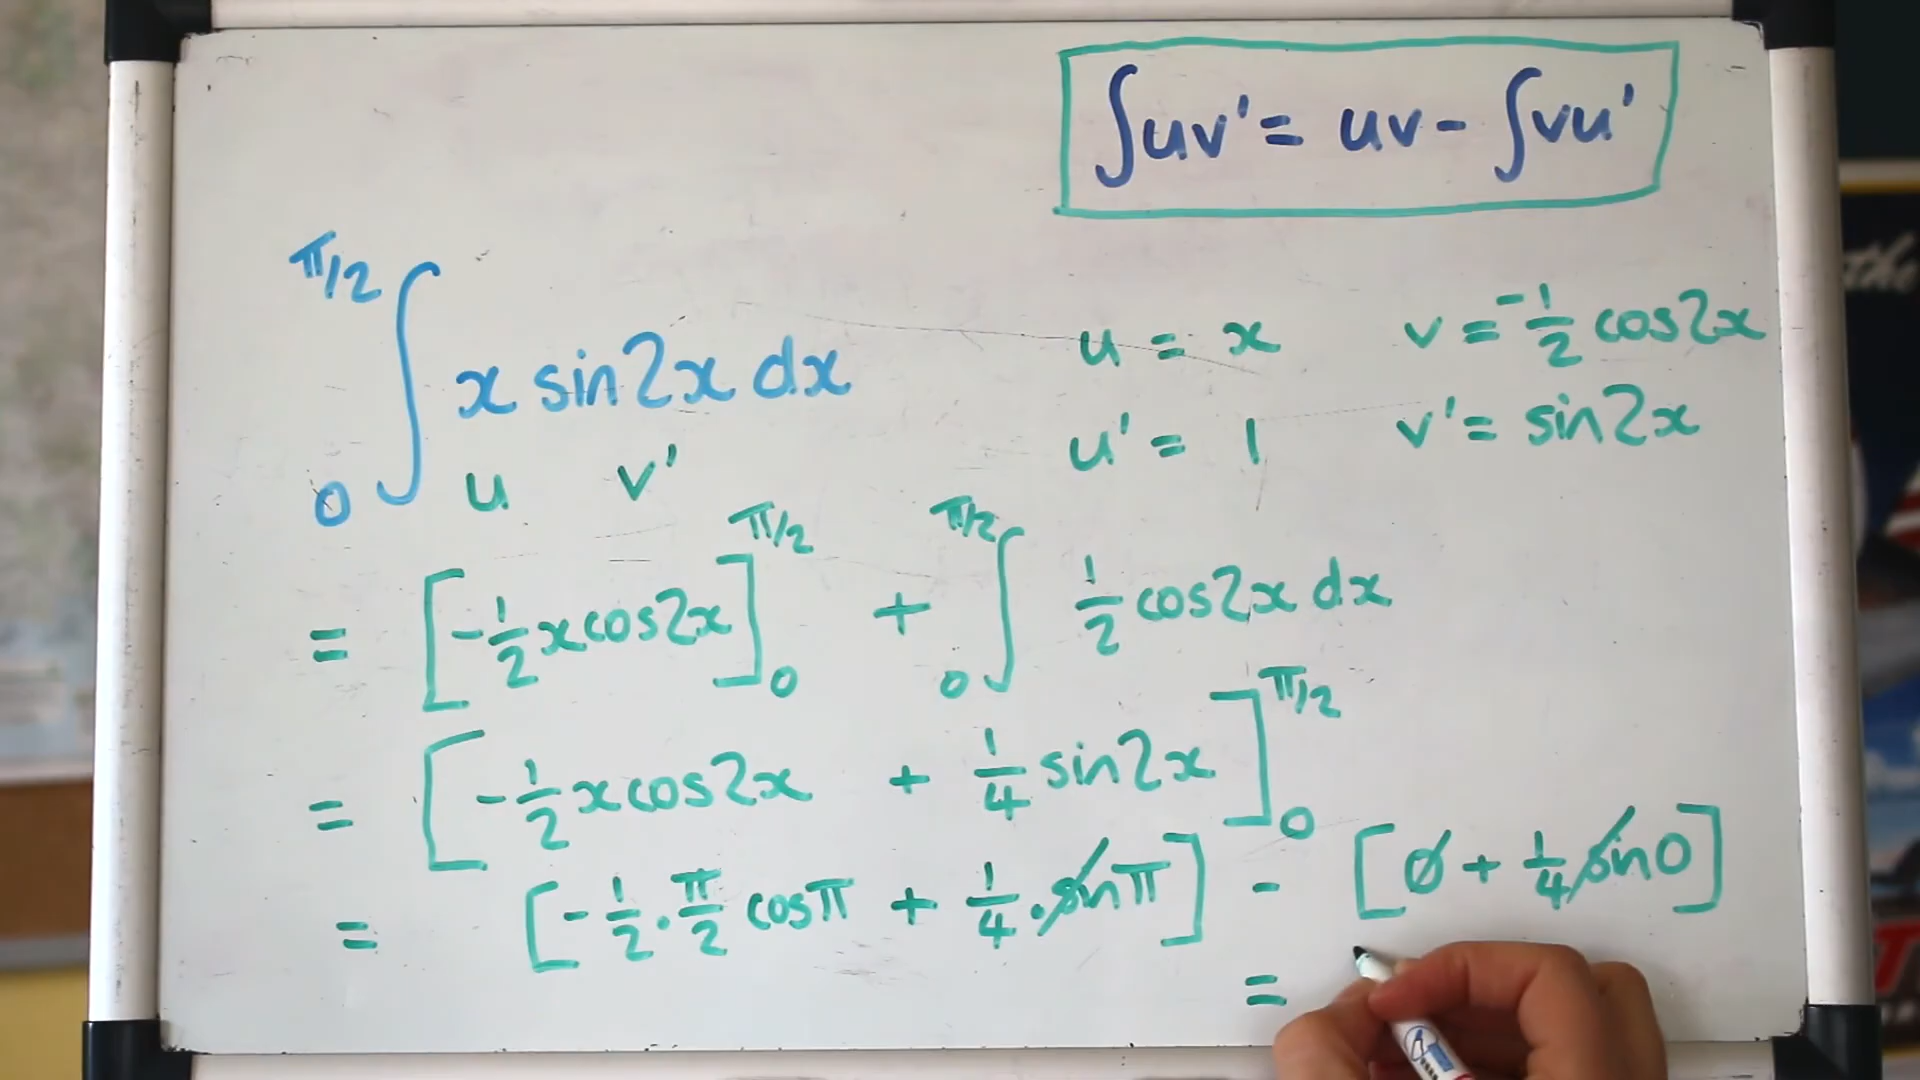 ∫uv' = uv - ∫vu'
π/2 ∫ 0 x sin2x dx
u v'
u = x v = -1/2 cos2x
u' = 1 v' = sin2x
= [-1/2 x cos2x] π/2 0 + π/2 ∫ 0 1/2 cos2x dx
= [-1/2 x cos2x + 1/4 sin2x] π/2 0
= [-1/2 . π/2 cosπ + 1/4 . sinπ] - [0 + 1/4 sin0]
=
the